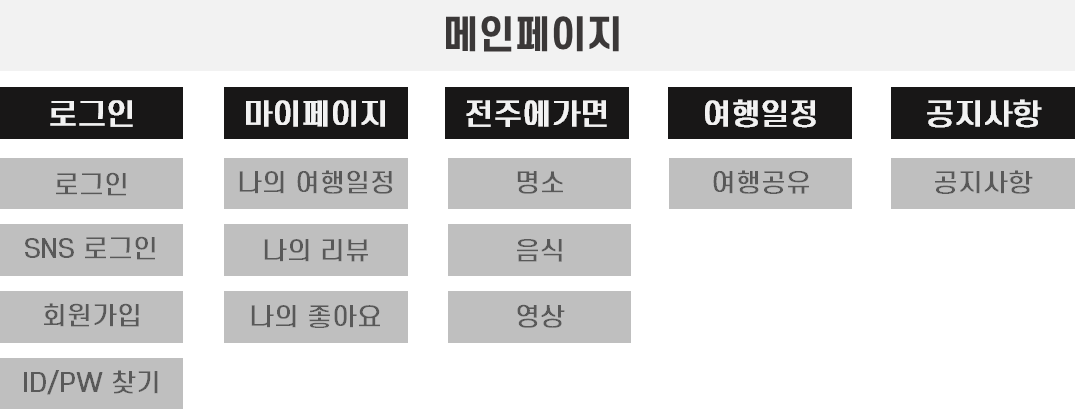 메인페이지
로그인
마이페이지
전주에가면
여행일정
공지사항
로그인
나의 여행일정
명소
여행공유
공지사항
SNS 로그인
나의 리뷰
음식
회원가입
나의 좋아요
영상
ID/PW 찾기